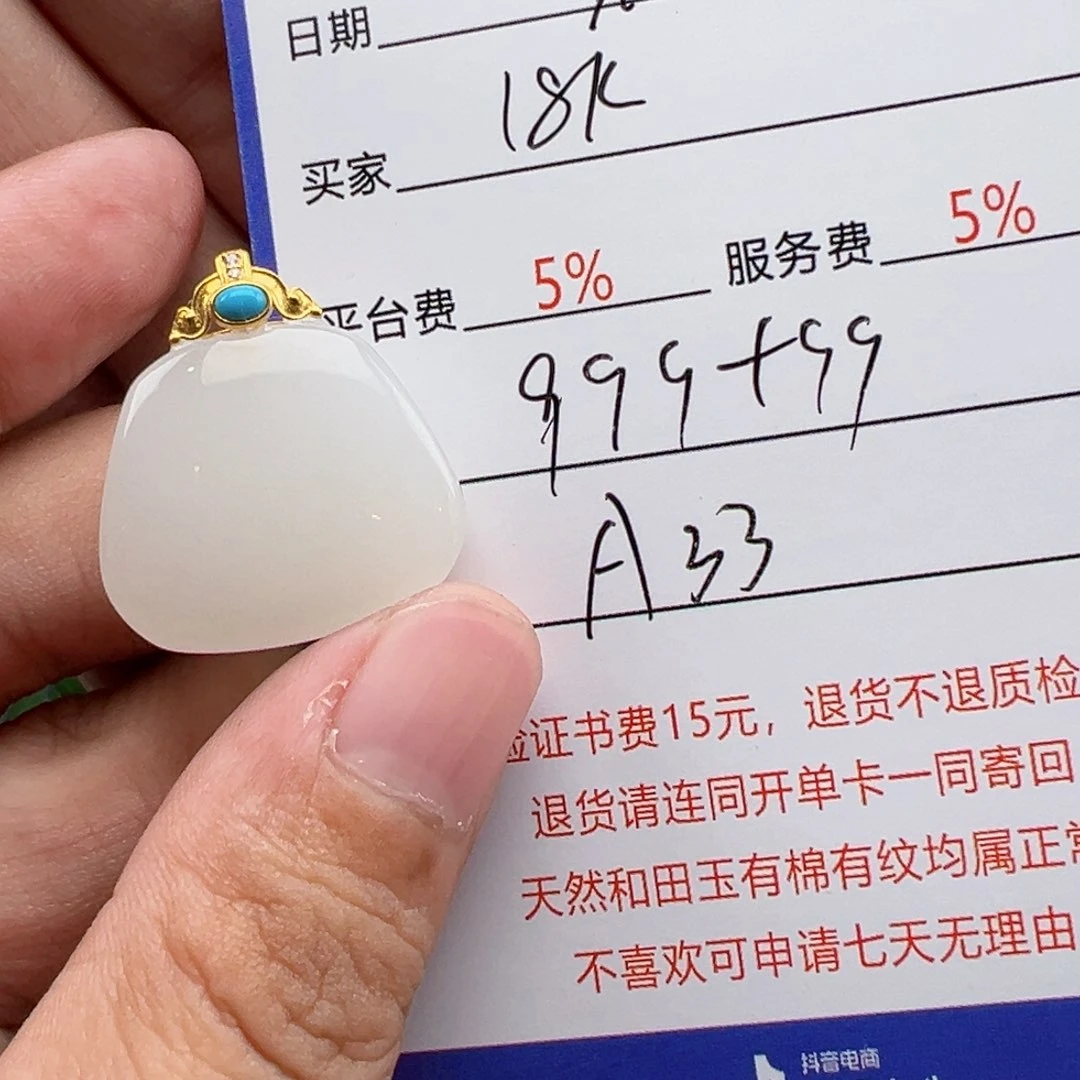 日期
18K
买家
平台费 5% 服务费 5%
999+99
A33
验证书费15元，退货不退质检
退货请连同开单卡一同寄回
天然和田玉有棉有纹均属正常
不喜欢可申请七天无理由
抖音电商